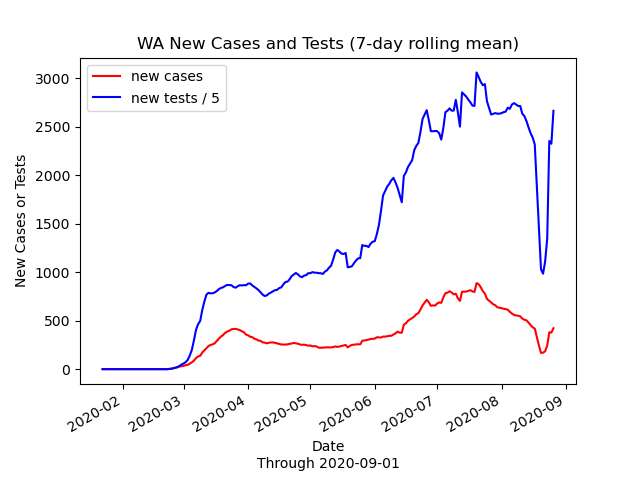 WA New Cases and Tests (7-day rolling mean)
new cases
new tests / 5
New Cases or Tests
3000
2500
2000
1500
1000
500
0
2020-02
2020-03
2020-04
2020-05
2020-06
2020-07
2020-08
2020-09
Date
Through 2020-09-01